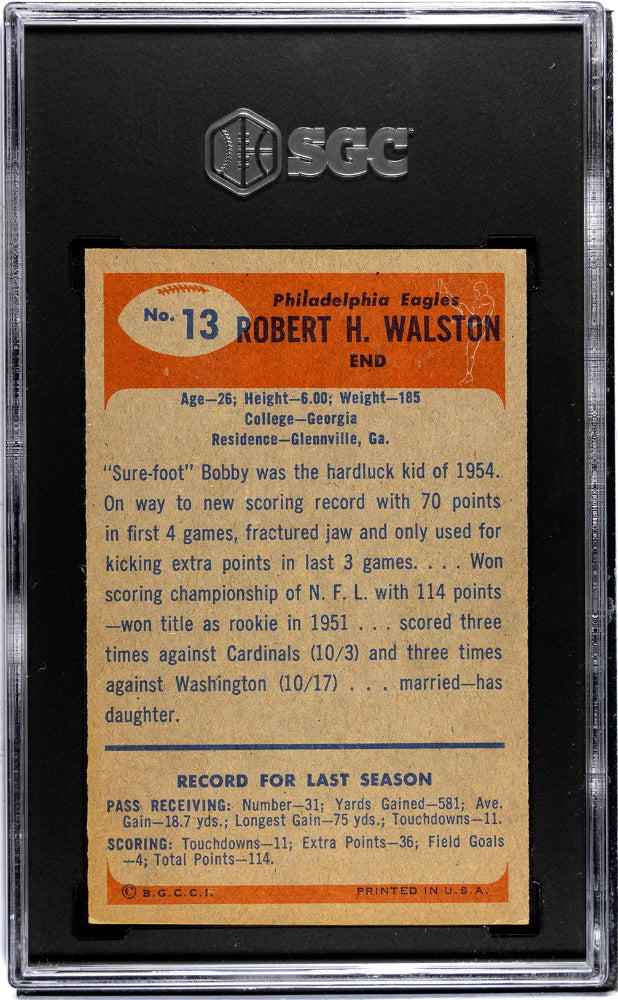 SGC
Philadelphia Eagles
No. 13 ROBERT H. WALSTON
END
Age—26; Height—6.00; Weight—185
College—Georgia
Residence—Glennville, Ga.
"Sure-foot" Bobby was the hardluck kid of 1954.
On way to new scoring record with 70 points
in first 4 games, fractured jaw and only used for
kicking extra points in last 3 games. . . . Won
scoring championship of N. F. L. with 114 points
—won title as rookie in 1951 . . . scored three
times against Cardinals (10/3) and three times
against Washington (10/17) . . . married—has
daughter.
RECORD FOR LAST SEASON
PASS RECEIVING: Number—31; Yards Gained—581; Ave.
Gain—18.7 yds.; Longest Gain—75 yds.; Touchdowns—11.
SCORING: Touchdowns—11; Extra Points—36; Field Goals
—4; Total Points—114.
© B.G.C.C.I. PRINTED IN U.S.A.